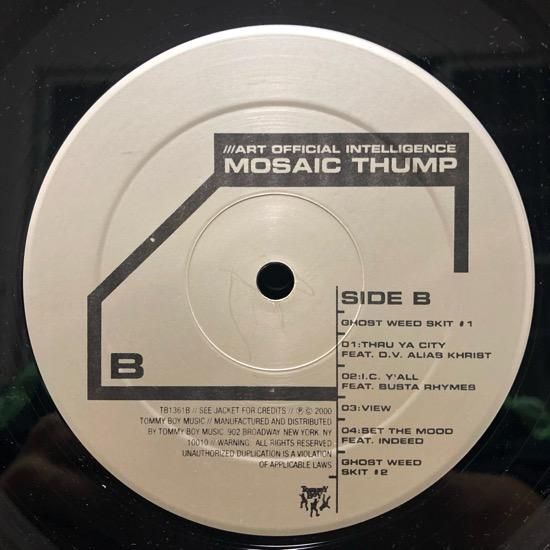 ///ART OFFICIAL INTELLIGENCE
MOSAIC THUMP
SIDE B
GHOST WEED SKIT #1
01:THRU YA CITY
FEAT. D.V. ALIAS KHRIST
02:I.C. Y'ALL
FEAT. BUSTA RHYMES
03:VIEW
04:SET THE MOOD
FEAT. INDEED
GHOST WEED
SKIT #2
B
TB1361B // SEE JACKET FOR CREDITS // ℗ © 2000
TOMMY BOY MUSIC // MANUFACTURED AND DISTRIBUTED
BY TOMMY BOY MUSIC. 902 BROADWAY. NEW YORK. NY
10010 // WARNING: ALL RIGHTS RESERVED
UNAUTHORIZED DUPLICATION IS A VIOLATION
OF APPLICABLE LAWS
TOMMY
BOY